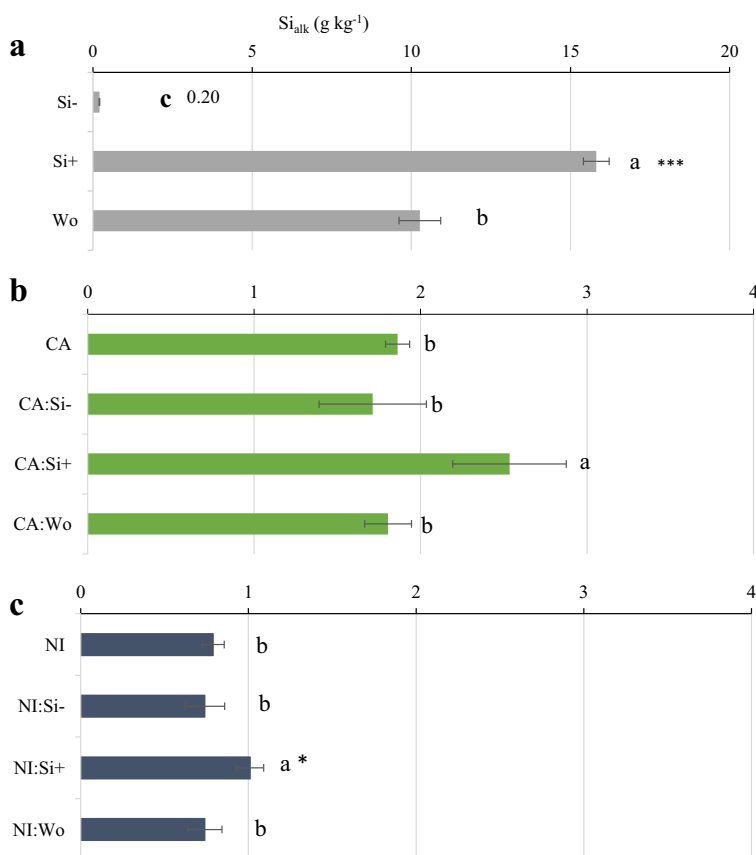 Si_alk (g kg^-1)
a
0 5 10 15 20
Si- c 0.20
Si+ a ***
Wo b
b
0 1 2 3 4
CA b
CA:Si- b
CA:Si+ a
CA:Wo b
c
0 1 2 3 4
NI b
NI:Si- b
NI:Si+ a *
NI:Wo b